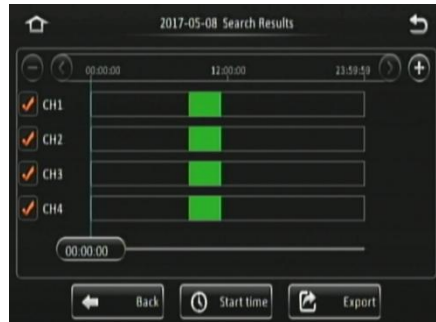 2017-05-08 Search Results
00:00:00 12:00:00 23:59:59
CH1
CH2
CH3
CH4
00:00:00
Back Start time Export